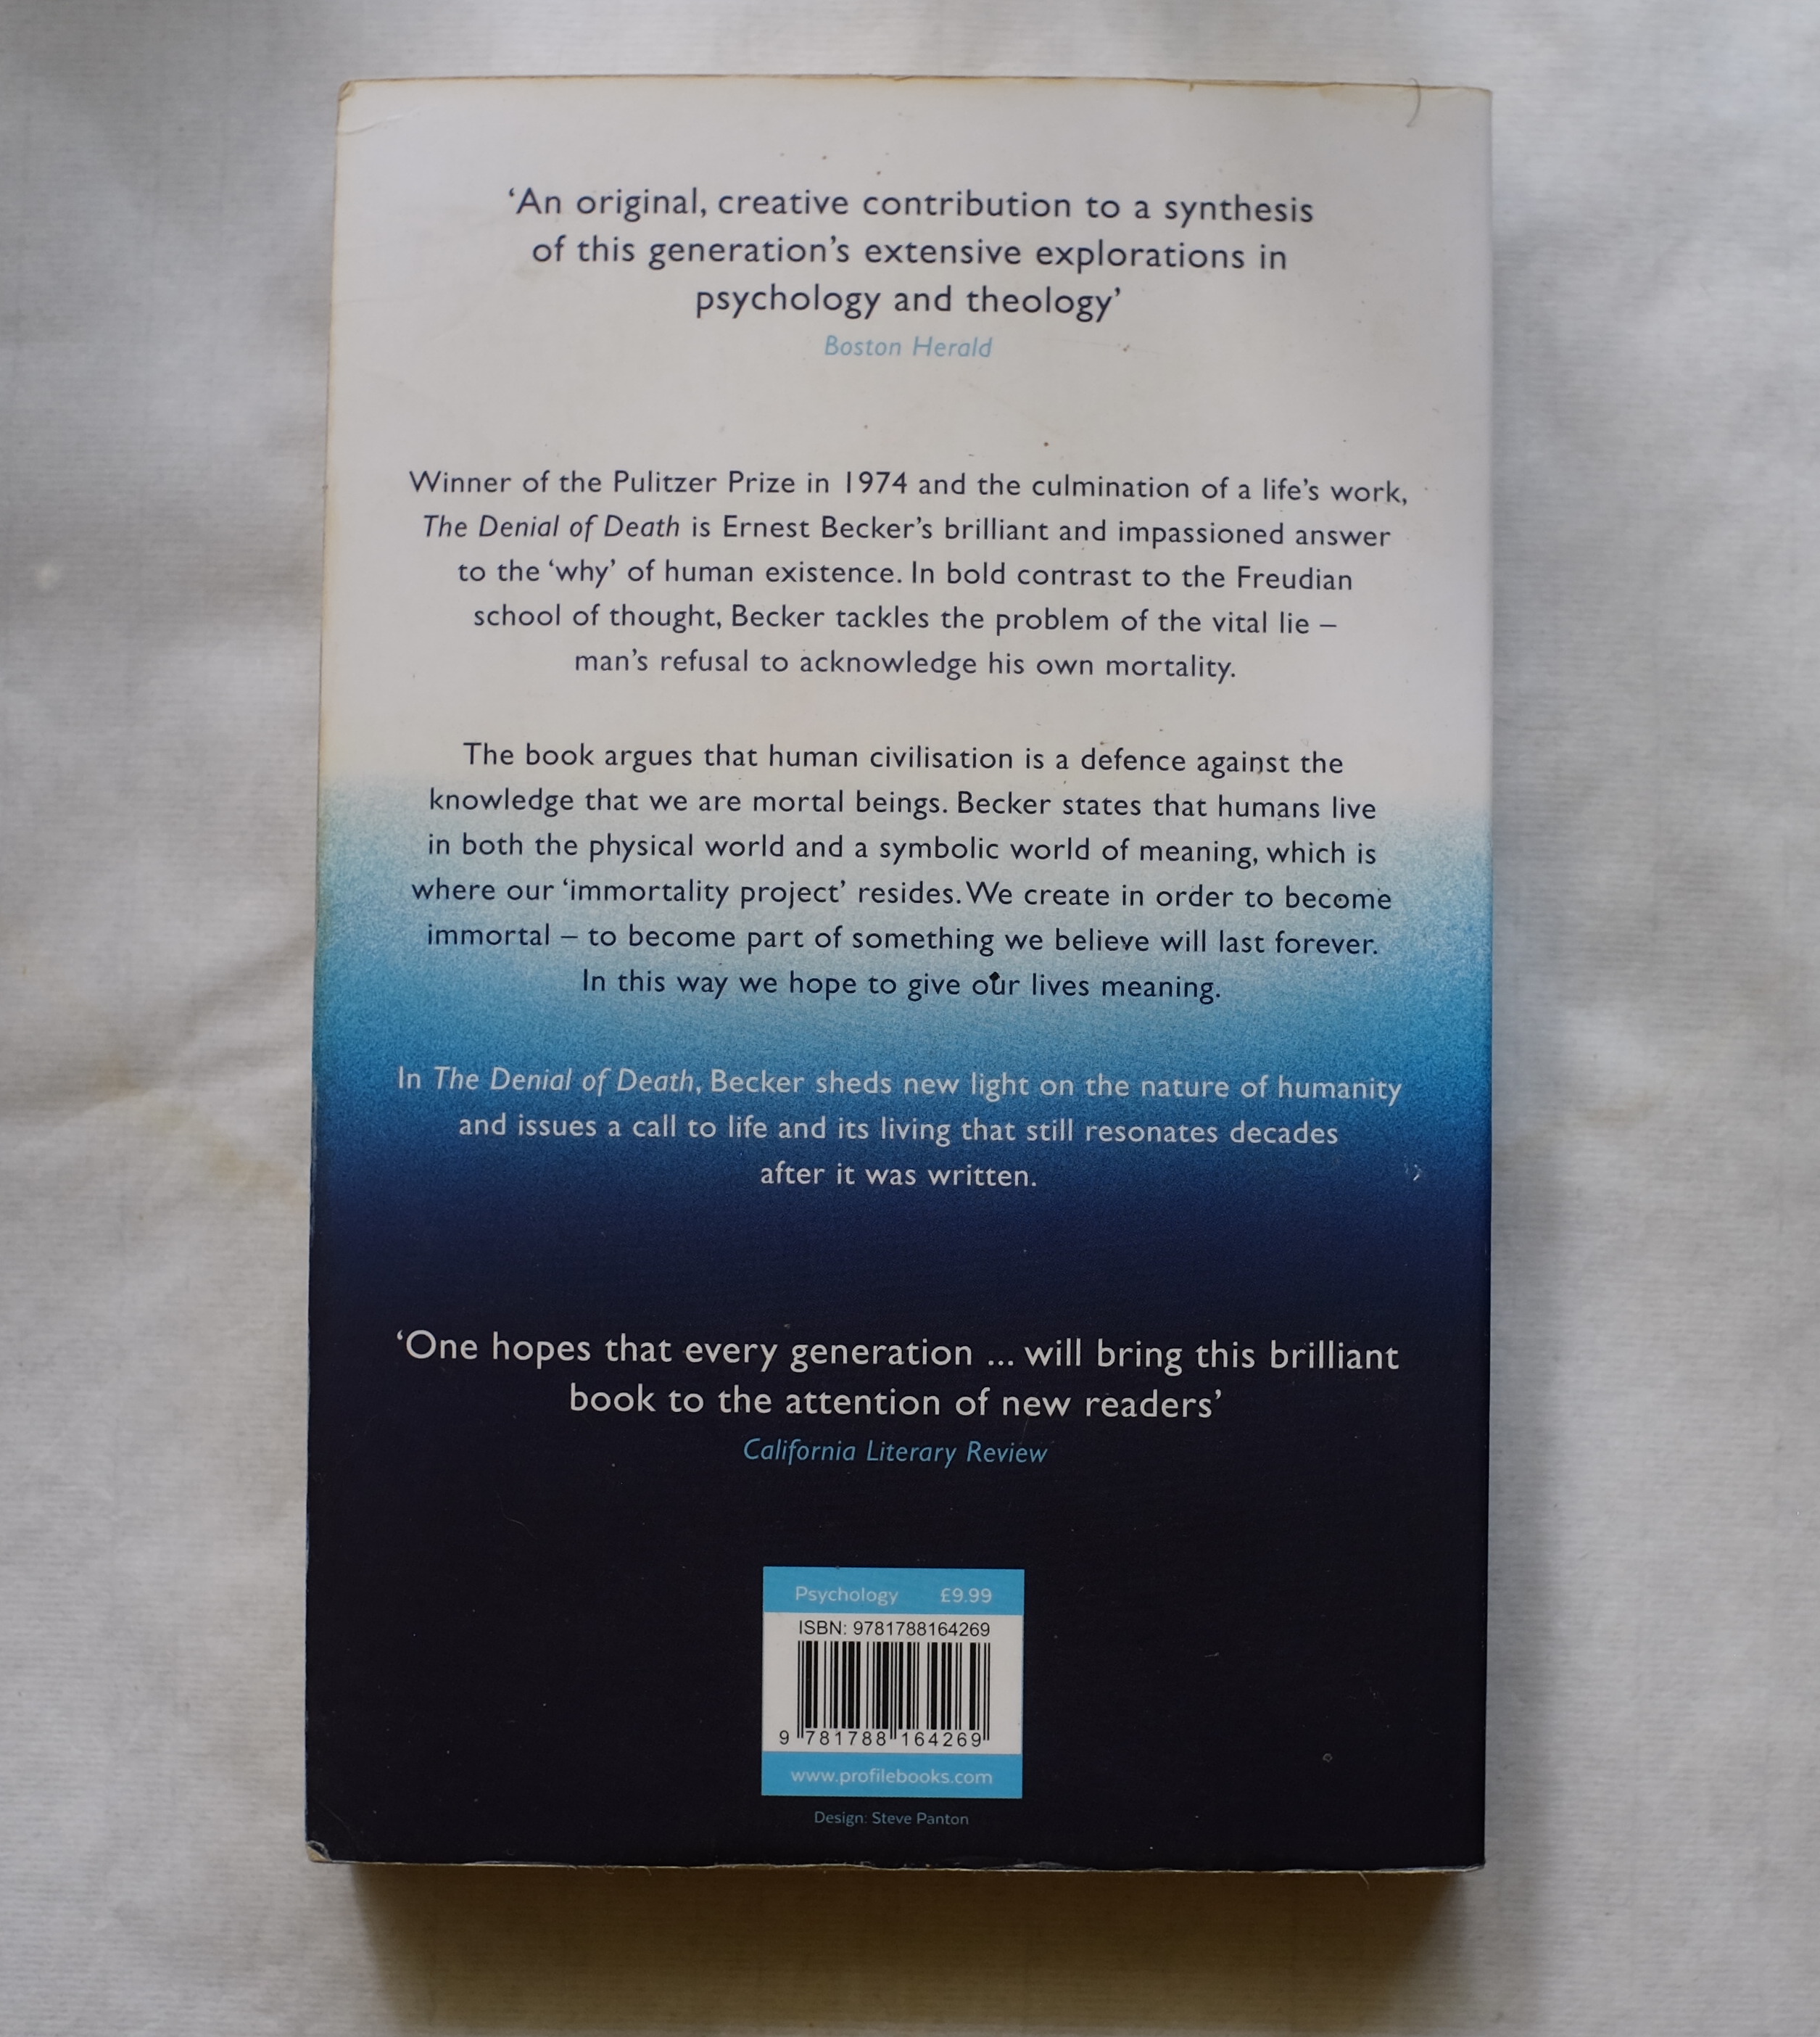 ‘An original, creative contribution to a synthesis
of this generation’s extensive explorations in
psychology and theology’
Boston Herald
Winner of the Pulitzer Prize in 1974 and the culmination of a life’s work,
The Denial of Death is Ernest Becker’s brilliant and impassioned answer
to the ‘why’ of human existence. In bold contrast to the Freudian
school of thought, Becker tackles the problem of the vital lie –
man’s refusal to acknowledge his own mortality.
The book argues that human civilisation is a defence against the
knowledge that we are mortal beings. Becker states that humans live
in both the physical world and a symbolic world of meaning, which is
where our ‘immortality project’ resides. We create in order to become
immortal – to become part of something we believe will last forever.
In this way we hope to give our lives meaning.
In The Denial of Death, Becker sheds new light on the nature of humanity
and issues a call to life and its living that still resonates decades
after it was written.
‘One hopes that every generation ... will bring this brilliant
book to the attention of new readers’
California Literary Review
Psychology £9.99
ISBN: 9781788164269
9 781788 164269
www.profilebooks.com
Design: Steve Panton